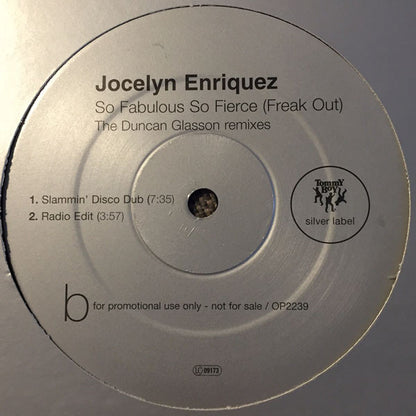 Jocelyn Enriquez
So Fabulous So Fierce (Freak Out)
The Duncan Glasson remixes
1. Slammin' Disco Dub (7:35)
2. Radio Edit (3:57)
TOMMY
BOY
silver label
b for promotional use only - not for sale / OP2239
LC 09173